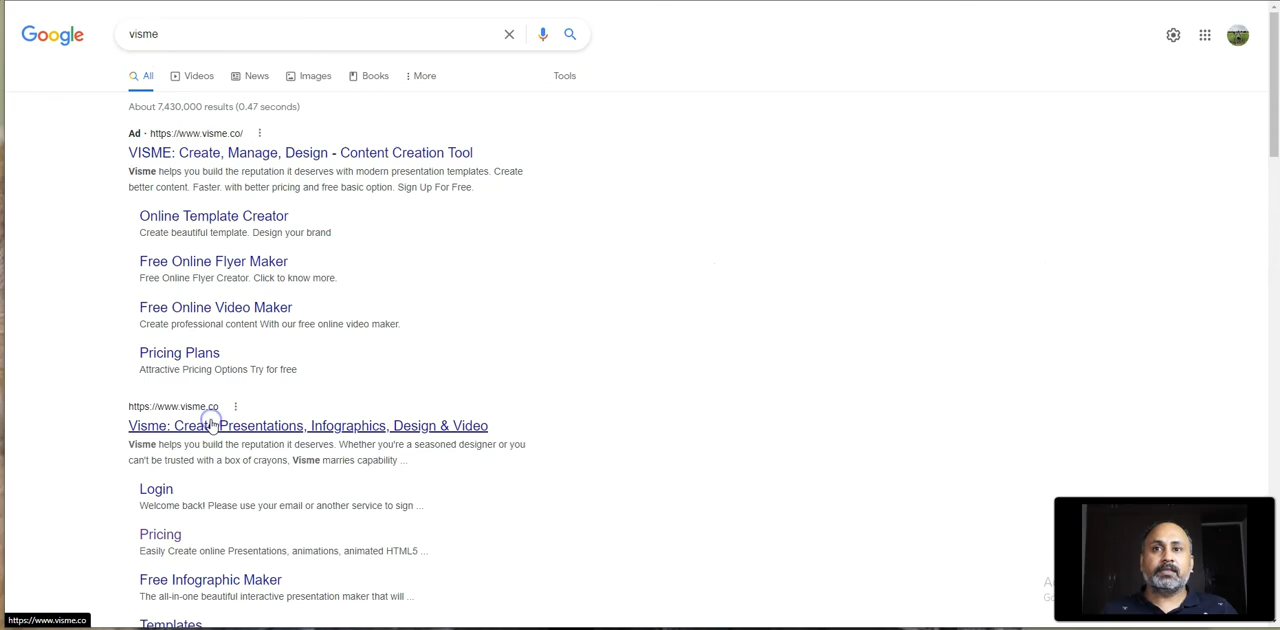 Google
visme
All
Videos
News
Images
Books
More
Tools
About 7,430,000 results (0.47 seconds)
Ad · https://www.visme.co/
VISME: Create, Manage, Design - Content Creation Tool
Visme helps you build the reputation it deserves with modern presentation templates. Create
better content. Faster. with better pricing and free basic option. Sign Up For Free.
Online Template Creator
Create beautiful template. Design your brand
Free Online Flyer Maker
Free Online Flyer Creator. Click to know more.
Free Online Video Maker
Create professional content With our free online video maker.
Pricing Plans
Attractive Pricing Options Try for free
https://www.visme.co
Visme: Create Presentations, Infographics, Design & Video
Visme helps you build the reputation it deserves. Whether you're a seasoned designer or you
can't be trusted with a box of crayons, Visme marries capability ...
Login
Welcome back! Please use your email or another service to sign ...
Pricing
Easily Create online Presentations, animations, animated HTML5 ...
Free Infographic Maker
The all-in-one beautiful interactive presentation maker that will ...
Templates
https://www.visme.co